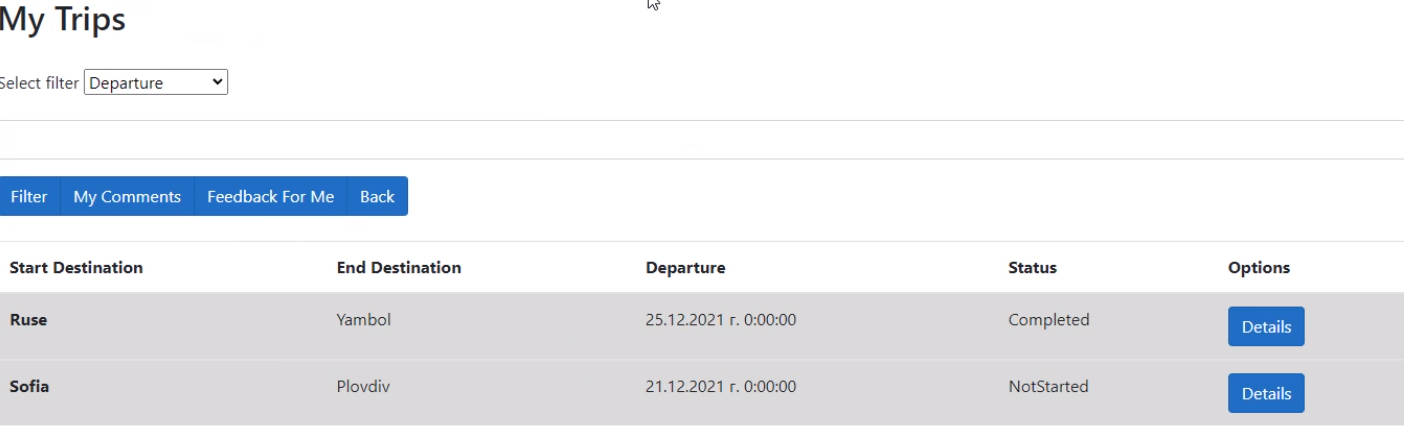 My Trips
Select filter Departure
Filter My Comments Feedback For Me Back
Start Destination End Destination Departure Status Options
Ruse Yambol 25.12.2021 г. 0:00:00 Completed Details
Sofia Plovdiv 21.12.2021 г. 0:00:00 NotStarted Details